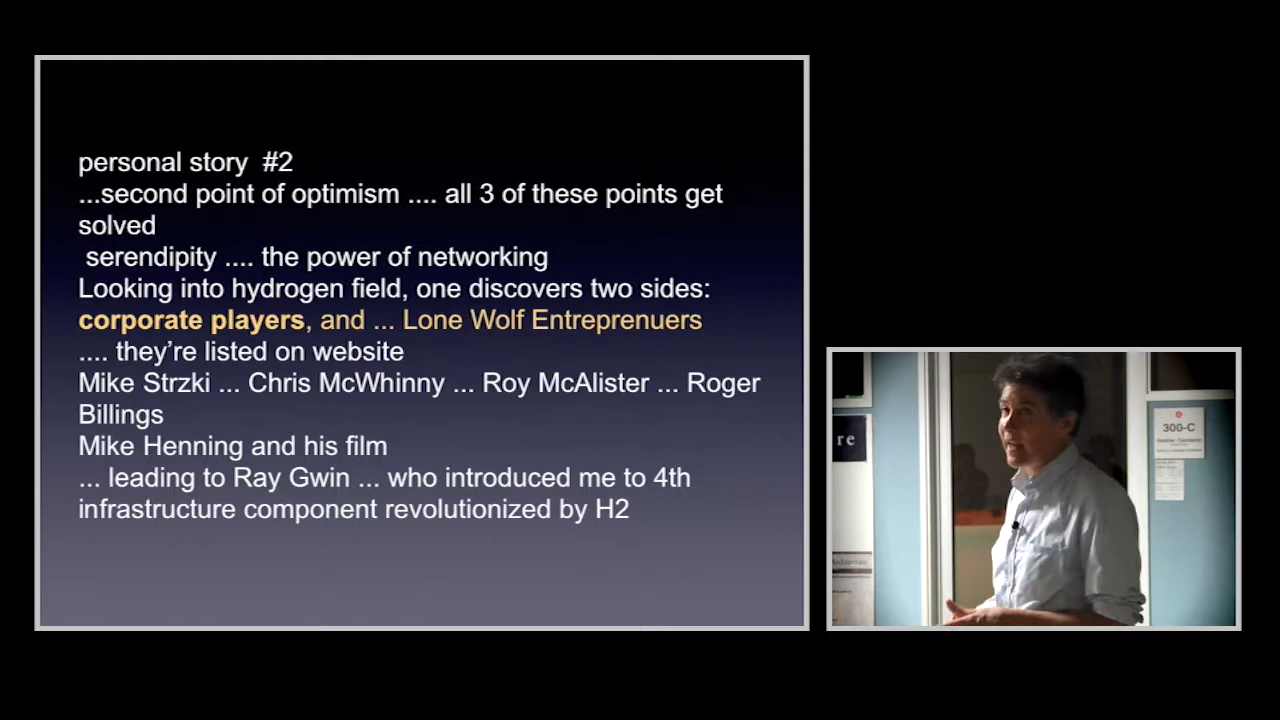 personal story  #2
...second point of optimism .... all 3 of these points get
solved
serendipity .... the power of networking
Looking into hydrogen field, one discovers two sides:
corporate players, and ... Lone Wolf Entreprenuers
.... they’re listed on website
Mike Strzki ... Chris McWhinny ... Roy McAlister ... Roger
Billings
Mike Henning and his film
... leading to Ray Gwin ... who introduced me to 4th
infrastructure component revolutionized by H2
re
300-C